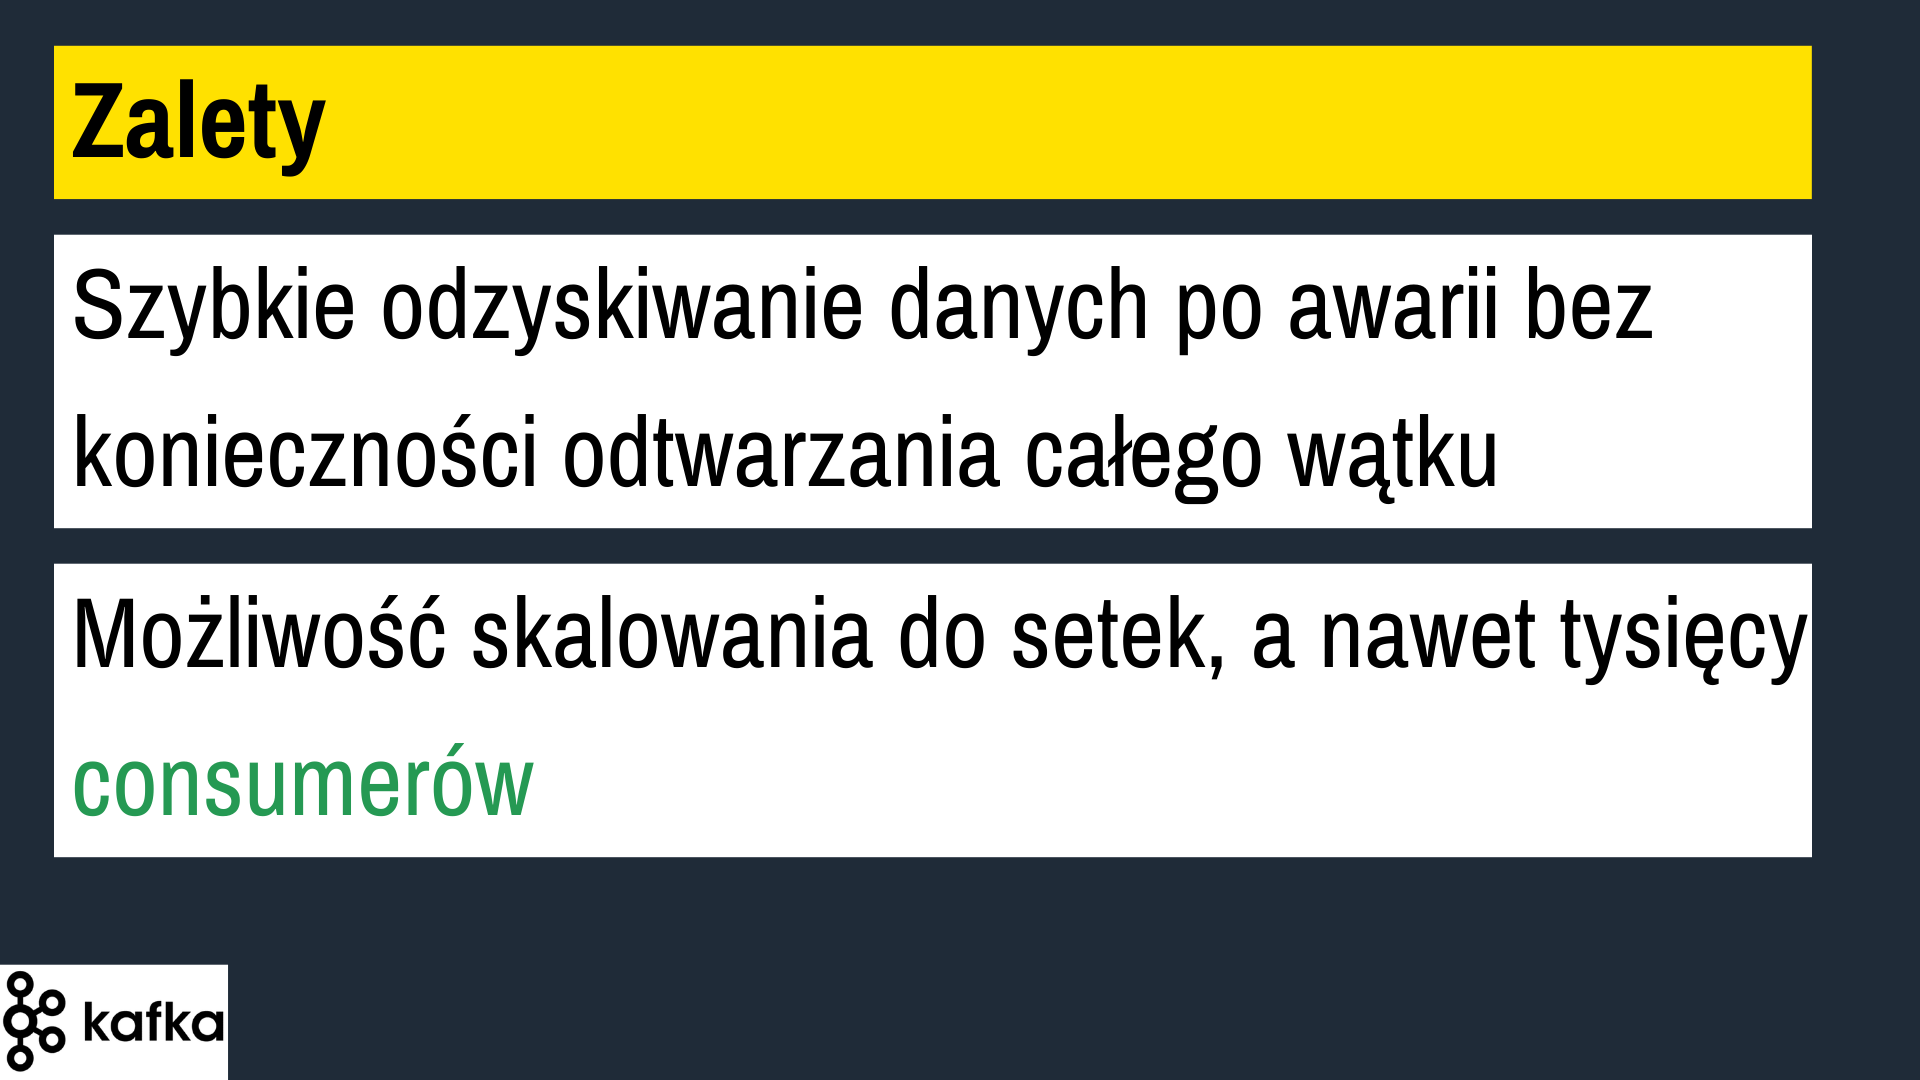 Zalety
Szybkie odzyskiwanie danych po awarii bez
konieczności odtwarzania całego wątku
Możliwość skalowania do setek, a nawet tysięcy
consumerów
kafka